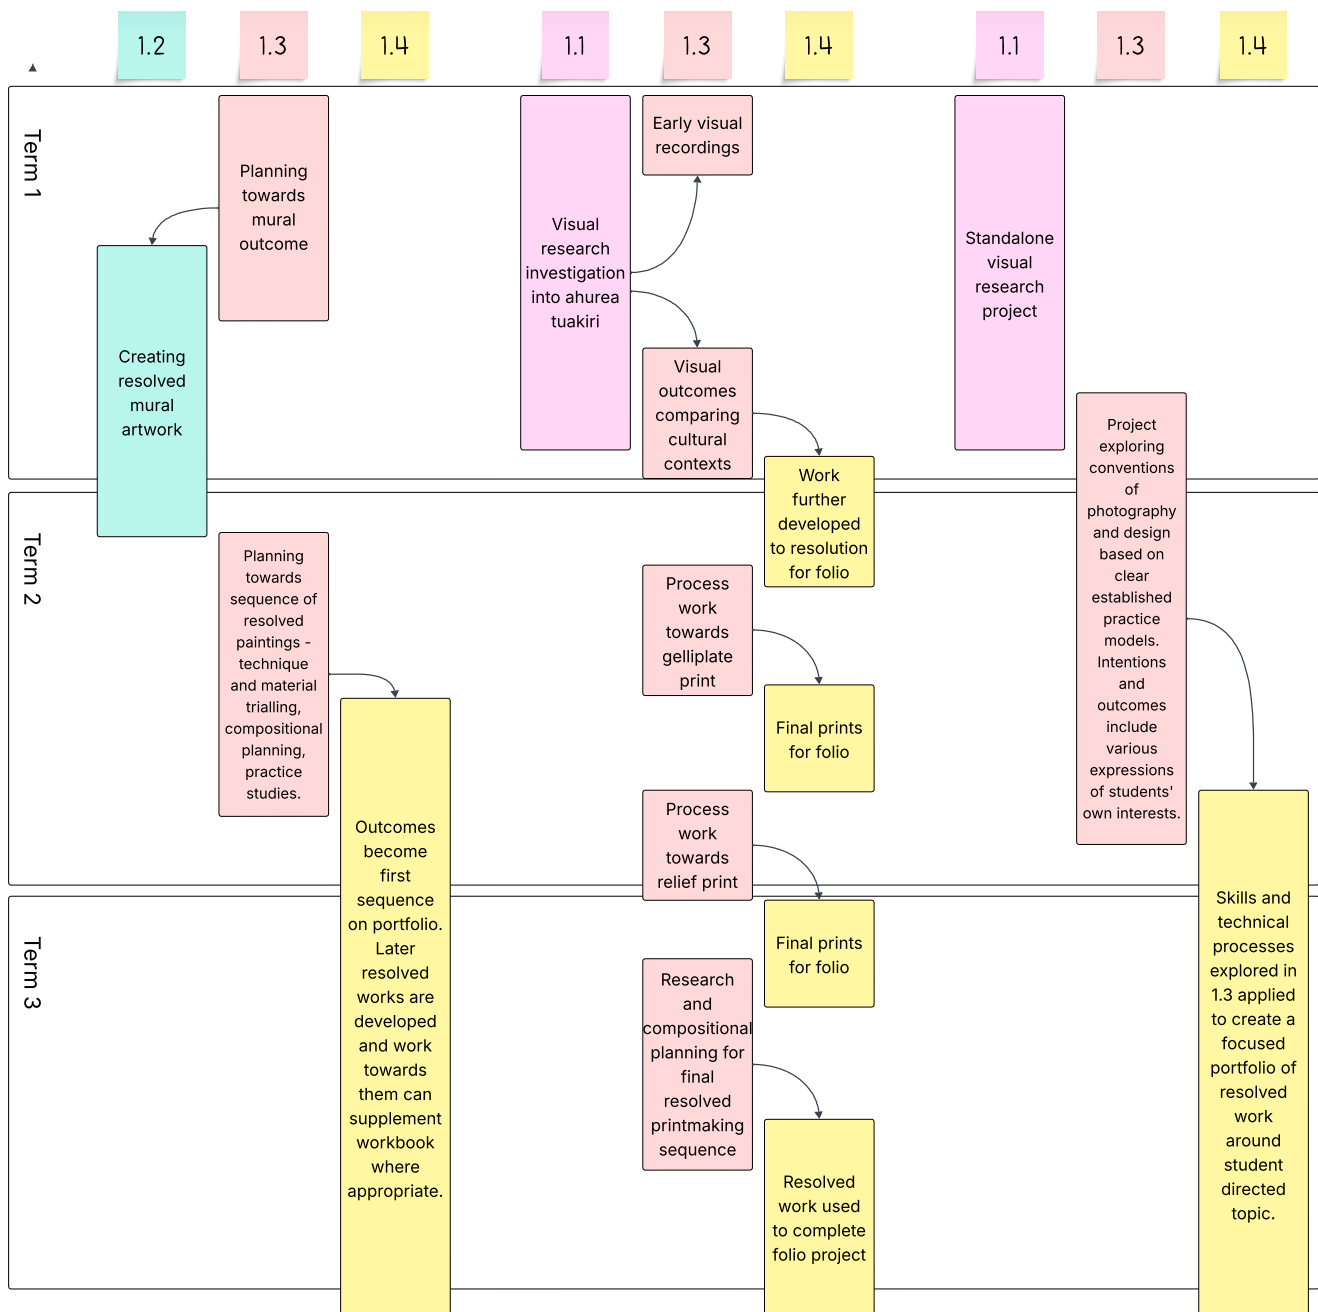 1.2
1.3
1.4
1.1
1.3
1.4
1.1
1.3
1.4
Term 1
Planning
towards
mural
outcome
Creating
resolved
mural
artwork
Visual
research
investigation
into ahurea
tuakiri
Early visual
recordings
Visual
outcomes
comparing
cultural
contexts
Work
further
developed
to resolution
for folio
Standalone
visual
research
project
Project
exploring
conventions
of
photography
and design
based on
clear
established
practice
models.
Intentions
and
outcomes
include
various
expressions
of students'
own interests.
Term 2
Planning
towards
sequence of
resolved
paintings -
technique
and material
trialling,
compositional
planning,
practice
studies.
Outcomes
become
first
sequence
on portfolio.
Later
resolved
works are
developed
and work
towards
them can
supplement
workbook
where
appropriate.
Process
work
towards
gelliplate
print
Final prints
for folio
Process
work
towards
relief print
Final prints
for folio
Skills and
technical
processes
explored in
1.3 applied
to create a
focused
portfolio of
resolved
work
around
student
directed
topic.
Term 3
Research
and
compositional
planning for
final
resolved
printmaking
sequence
Resolved
work used
to complete
folio project